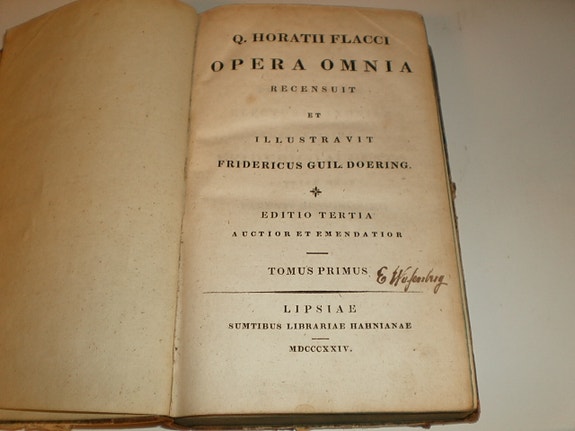 Q. HORATII FLACCI
OPERA OMNIA
RECENSUIT
ET
ILLUSTRAVIT
FRIDERICUS GUIL. DOERING.
EDITIO TERTIA
AUCTIOR ET EMENDATIOR
TOMUS PRIMUS
E
LIPSIAE
SUMTIBUS LIBRARIAE HAHNIANAE
MDCCCXXIV.